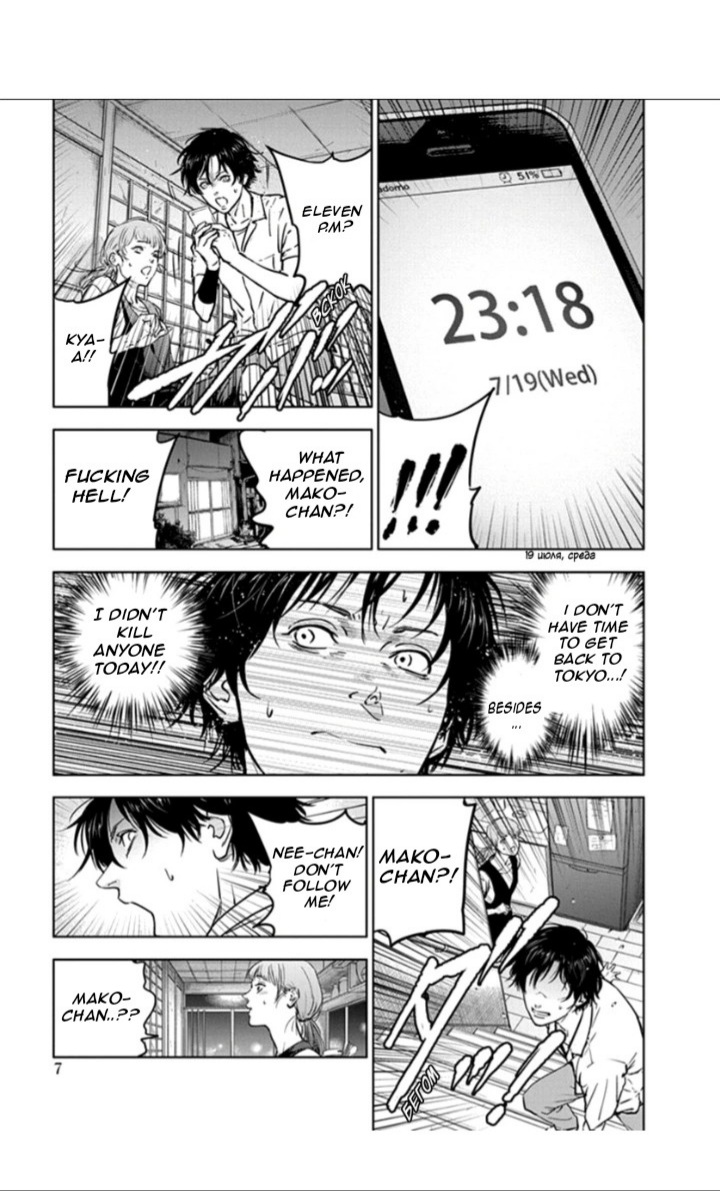 docomo
51%
23:18
7/19(Wed)
!!!
19 июля, среда
ELEVEN
P.M?
ВСКОК
KYA-
A!!
WHAT
HAPPENED,
MAKO-
CHAN?!
FUCKING
HELL!
I DON'T
HAVE TIME
TO GET
BACK TO
TOKYO...!
BESIDES
...
I DIDN'T
KILL
ANYONE
TODAY!!
MAKO-
CHAN?!
БЕГОМ
NEE-CHAN!
DON'T
FOLLOW
ME!
MAKO-
CHAN..??
7